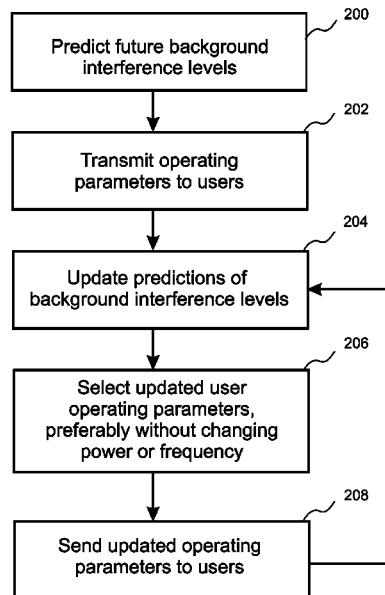 200
Predict future background
interference levels
202
Transmit operating
parameters to users
204
Update predictions of
background interference levels
206
Select updated user
operating parameters,
preferably without changing
power or frequency
208
Send updated operating
parameters to users